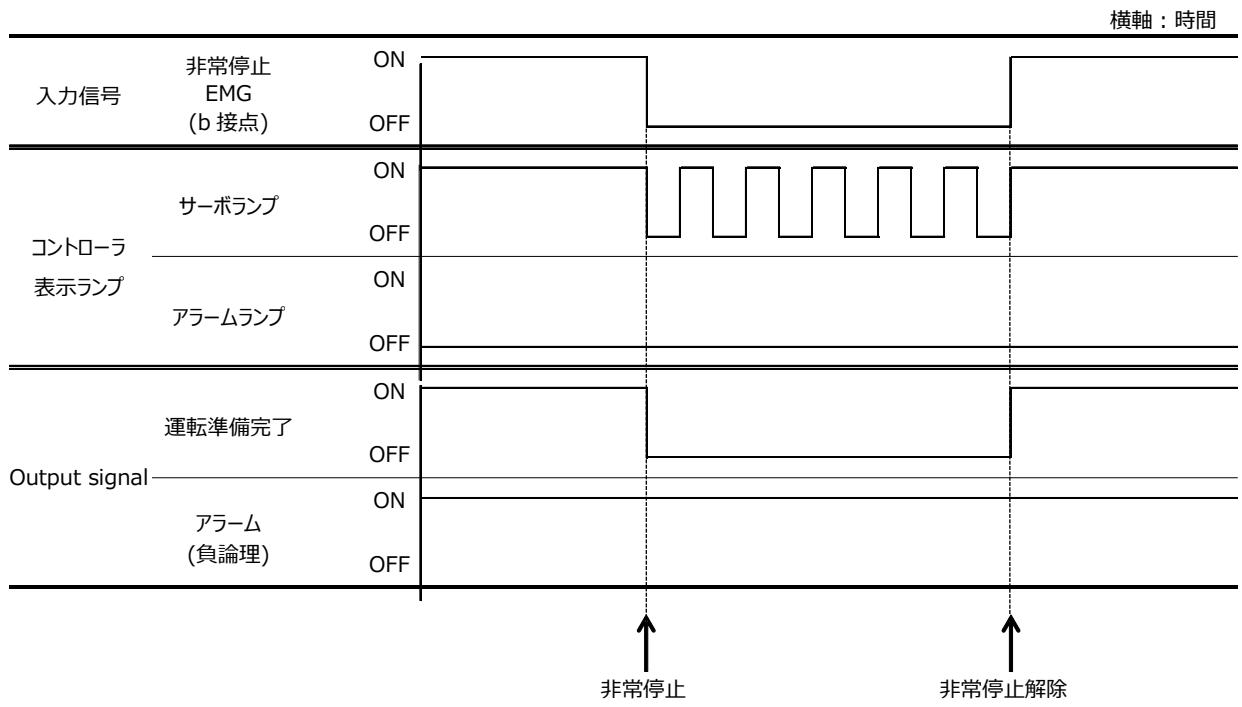 横軸：時間
入力信号
非常停止
EMG
(b 接点)
ON
OFF
コントローラ
表示ランプ
サーボランプ
ON
OFF
アラームランプ
ON
OFF
Output signal
運転準備完了
ON
OFF
アラーム
(負論理)
ON
OFF
非常停止
非常停止解除